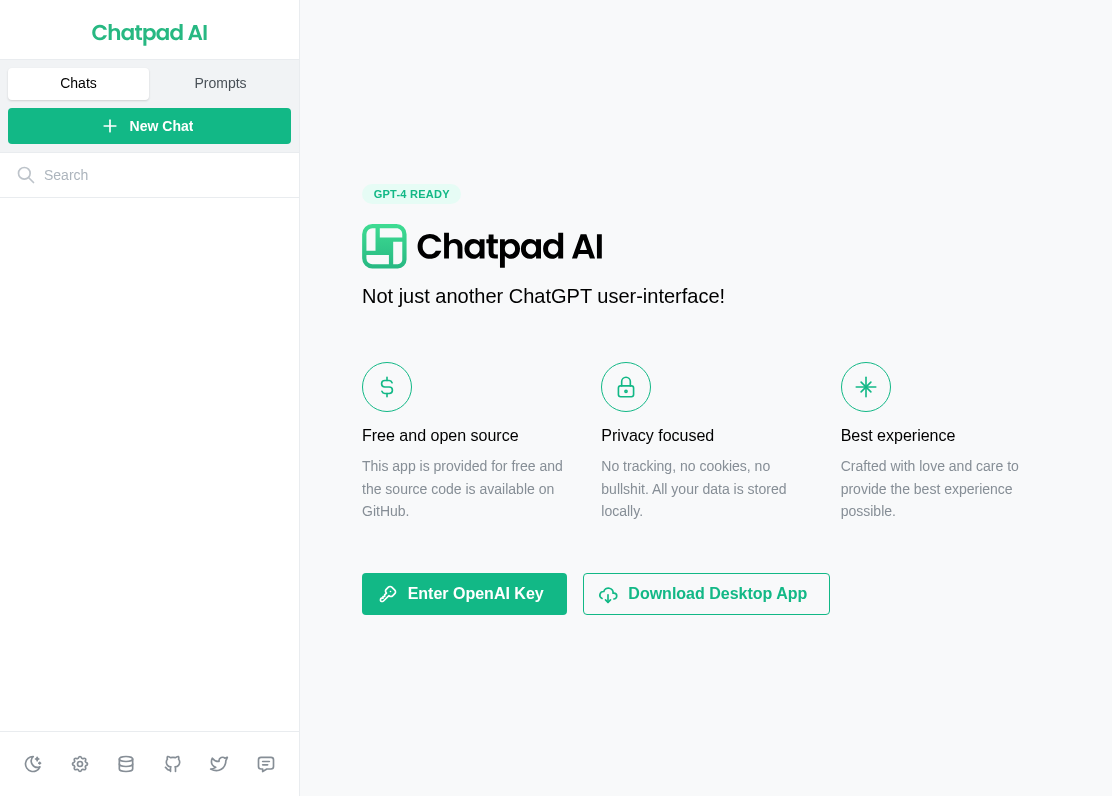 Chatpad AI
Chats
Prompts
New Chat
Search
GPT-4 READY
Chatpad AI
Not just another ChatGPT user-interface!
Free and open source
This app is provided for free and
the source code is available on
GitHub.
Privacy focused
No tracking, no cookies, no
bullshit. All your data is stored
locally.
Best experience
Crafted with love and care to
provide the best experience
possible.
Enter OpenAI Key
Download Desktop App